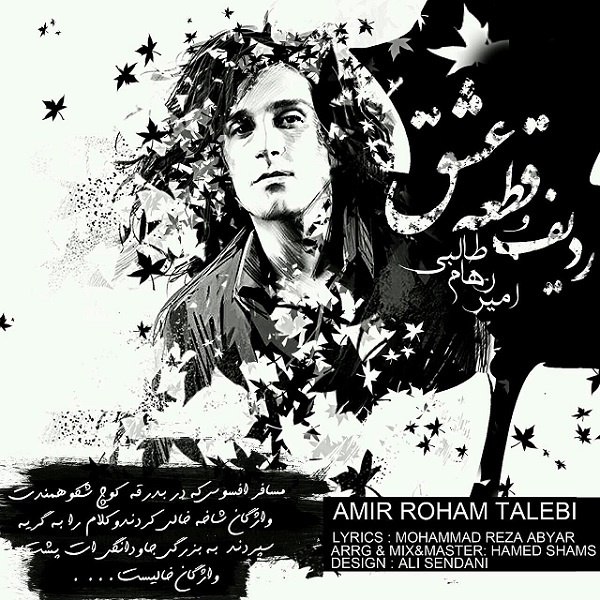 ردیف و قطعه عشق
امیر رهام طالبی
مسافر افسوس که در بدرقه کوچ شکوهمندت
واژگان شاخه خالی کردند و کلام را به گریه
سپردند به بزرگی جاودانگی ات پشت
واژگان خالیست . . . .
AMIR ROHAM TALEBI
LYRICS : MOHAMMAD REZA ABYAR
ARRG & MIX&MASTER: HAMED SHAMS
DESIGN : ALI SENDANI